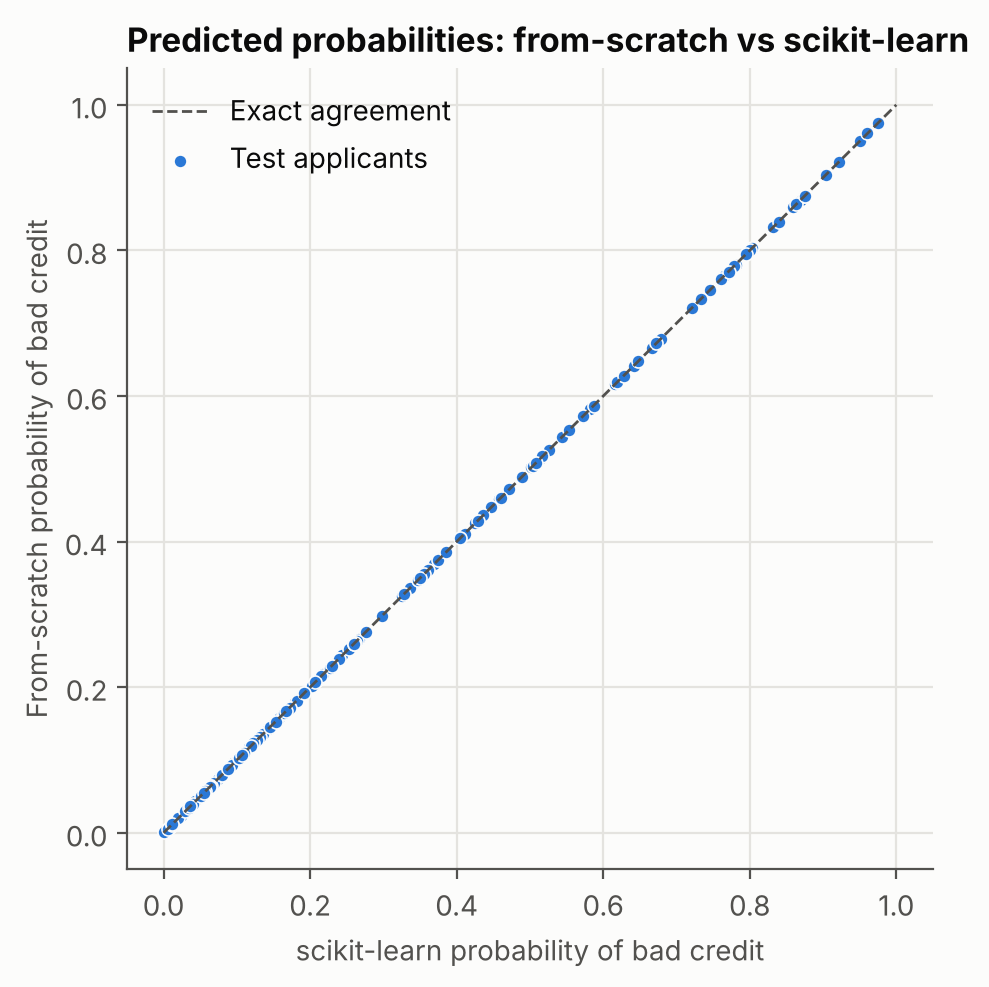 Predicted probabilities: from-scratch vs scikit-learn
Exact agreement
Test applicants
From-scratch probability of bad credit
1.0
0.8
0.6
0.4
0.2
0.0
0.0 0.2 0.4 0.6 0.8 1.0
scikit-learn probability of bad credit